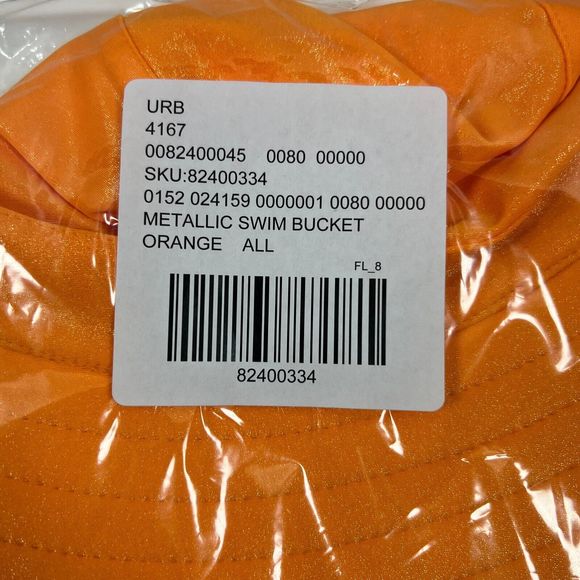 URB
4167
0082400045 0080 00000
SKU:82400334
0152 024159 0000001 0080 00000
METALLIC SWIM BUCKET
ORANGE ALL
FL_8
82400334